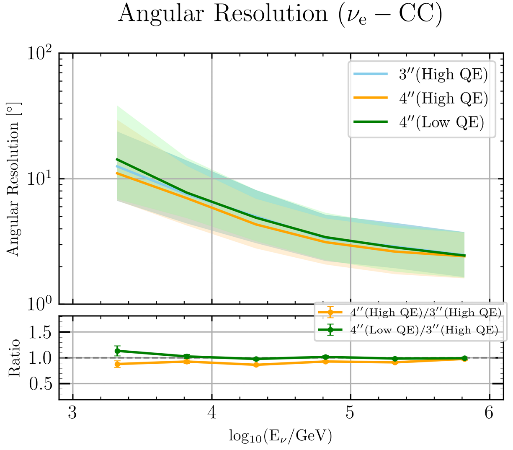 Angular Resolution (νe − CC)
10²
3′′(High QE)
4′′(High QE)
4′′(Low QE)
Angular Resolution [°]
10¹
10⁰
4′′(High QE)/3′′(High QE)
4′′(Low QE)/3′′(High QE)
1.5
Ratio
1.0
0.5
3 4 5 6
log₁₀(Eν/GeV)